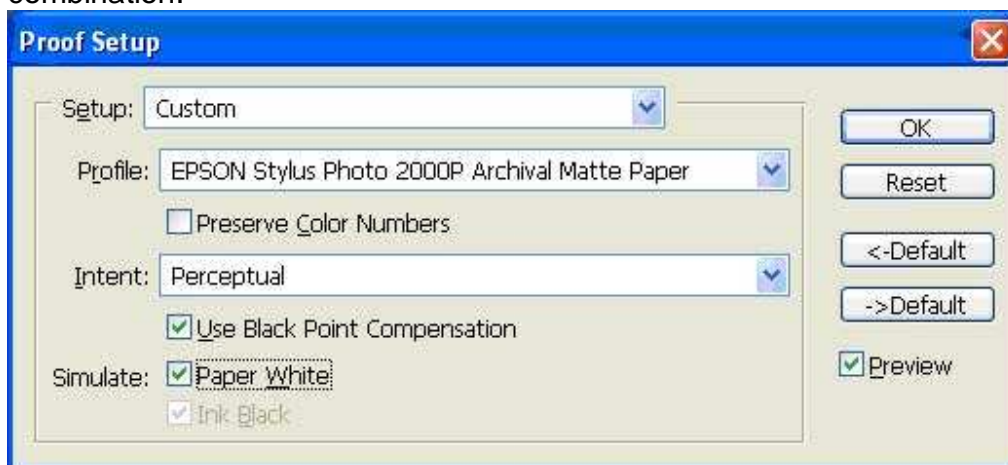 combination.
Proof Setup
Setup: Custom
OK
Profile: EPSON Stylus Photo 2000P Archival Matte Paper
Reset
Preserve Color Numbers
<-Default
Intent: Perceptual
->Default
Use Black Point Compensation
Simulate: Paper White
Preview
Ink Black